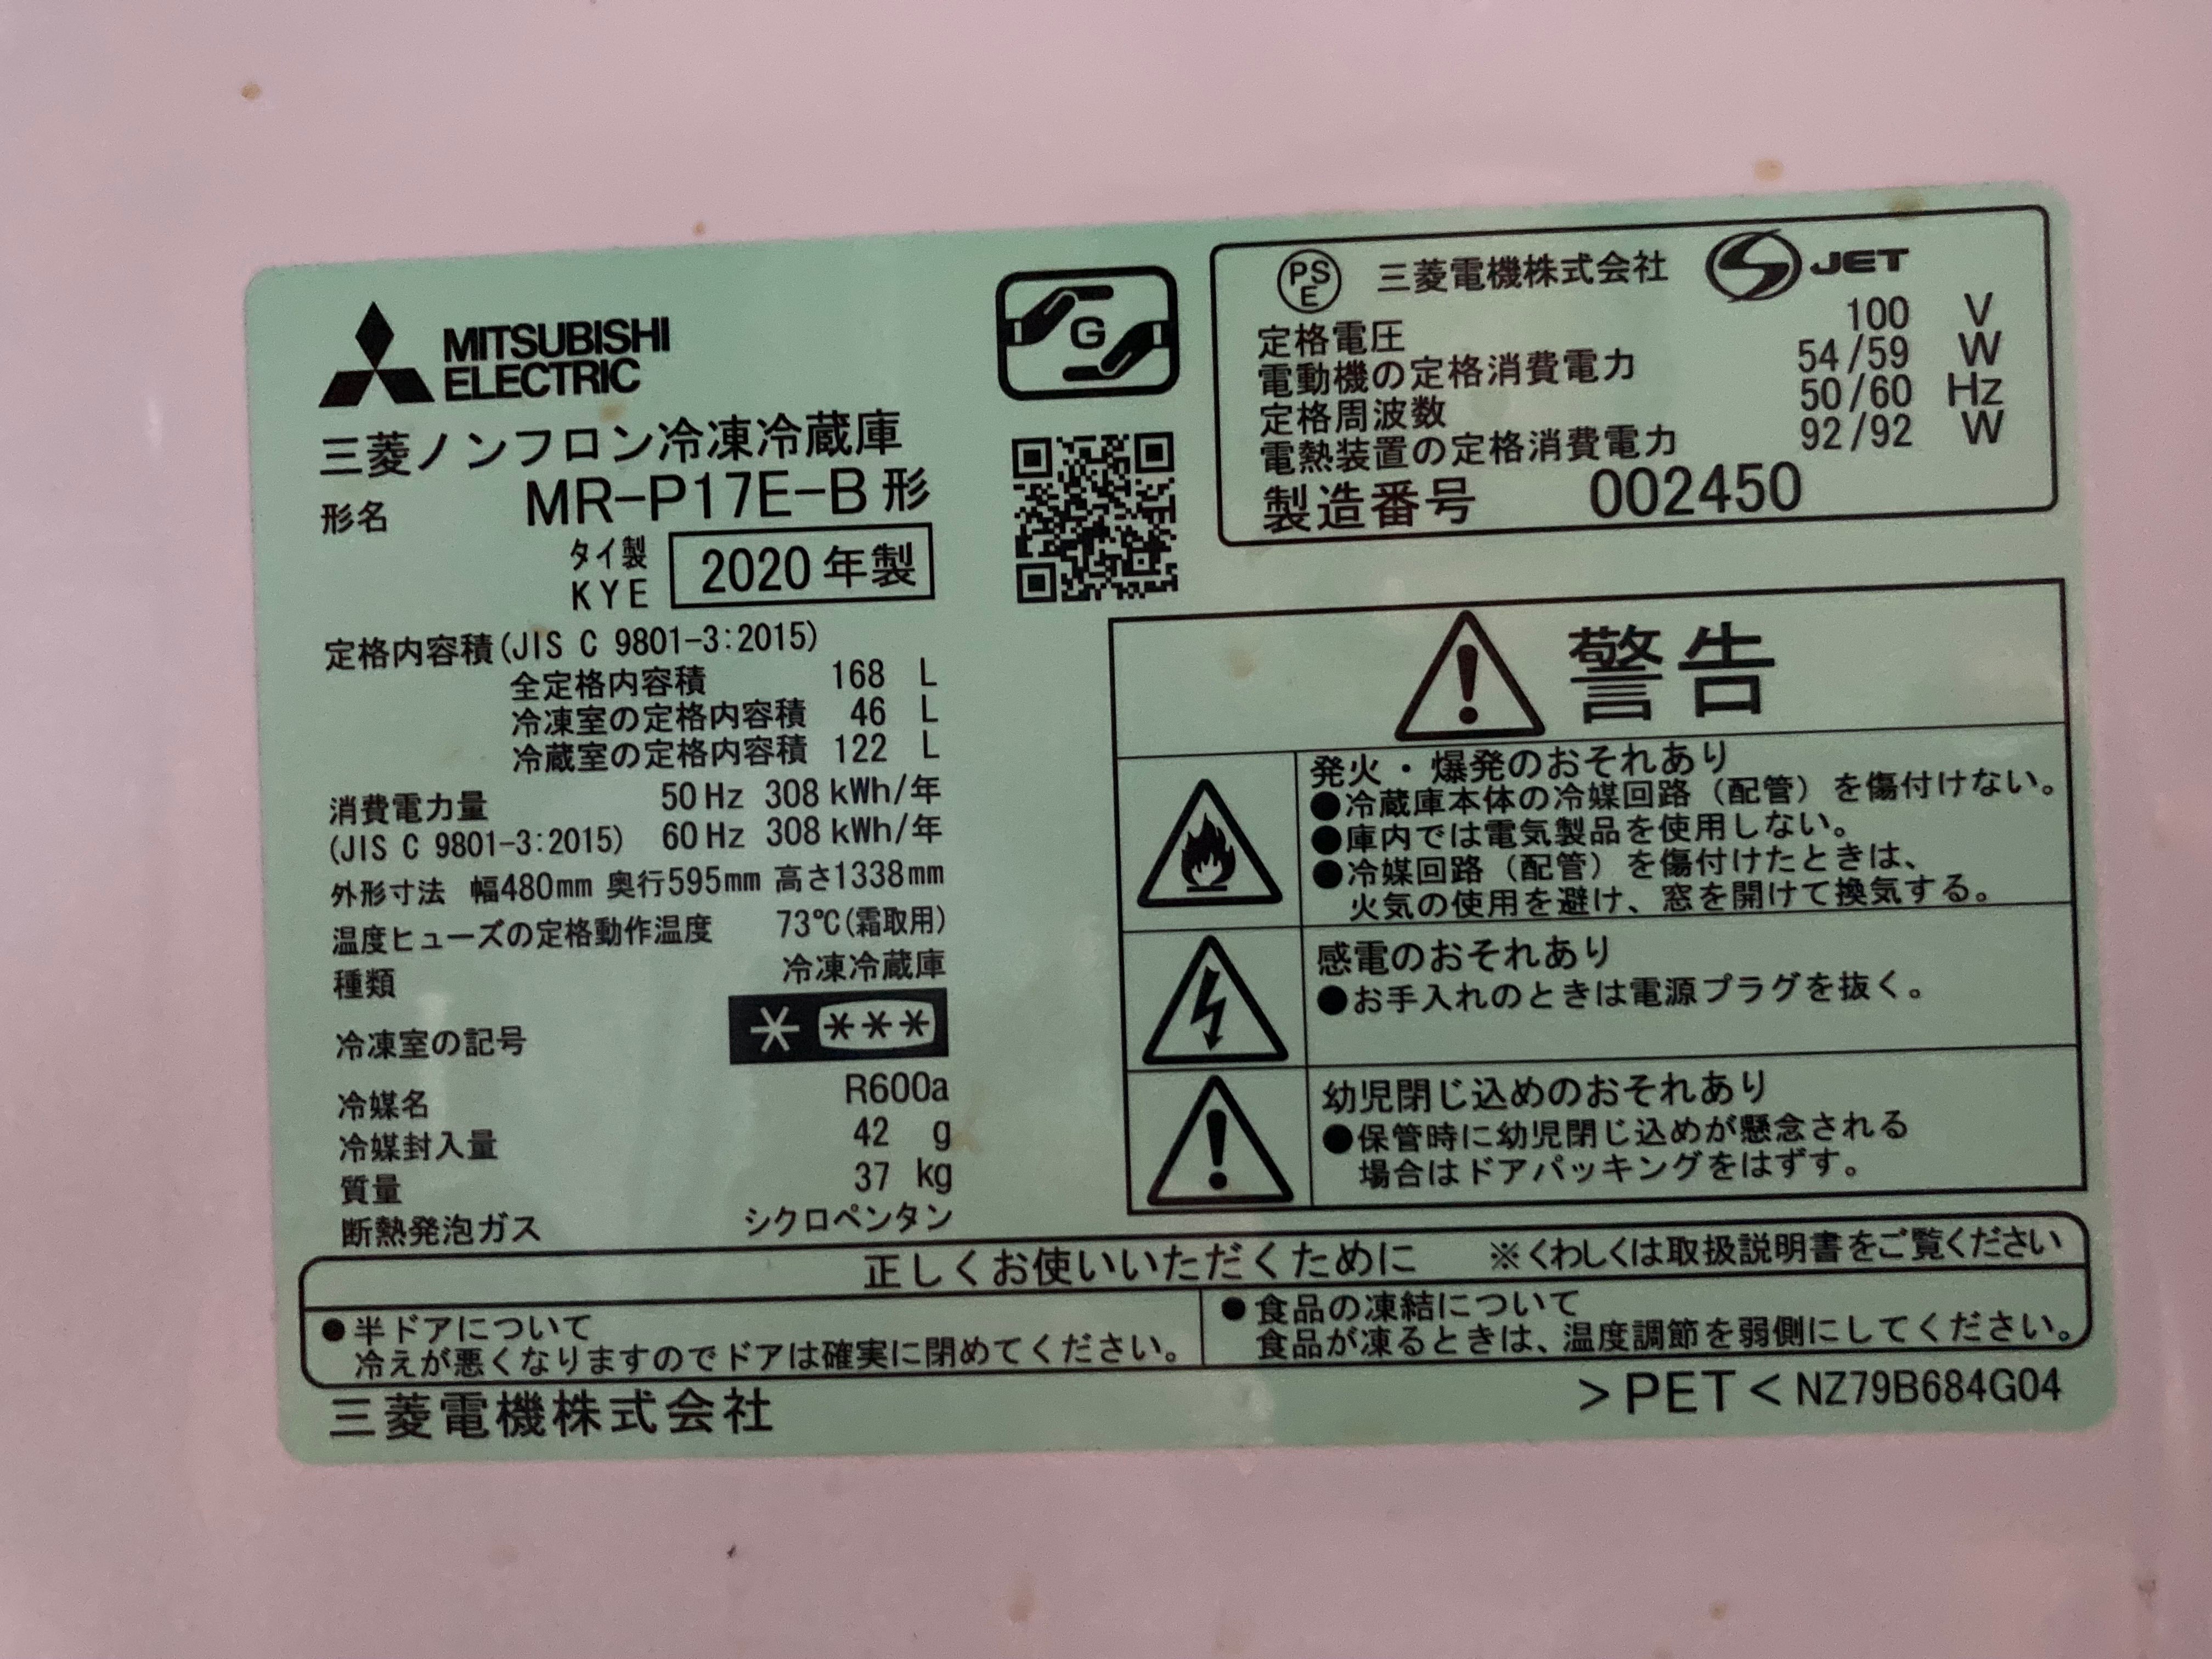 MITSUBISHI
ELECTRIC
三菱ノンフロン冷凍冷蔵庫
形名 MR-P17E-B形
タイ製
KYE 2020年製
定格内容積(JIS C 9801-3:2015)
全定格内容積 168 L
冷凍室の定格内容積 46 L
冷蔵室の定格内容積 122 L
消費電力量 50Hz 308kWh/年
(JIS C 9801-3:2015) 60Hz 308kWh/年
外形寸法 幅480mm 奥行595mm 高さ1338mm
温度ヒューズの定格動作温度 73℃(霜取用)
種類 冷凍冷蔵庫
冷凍室の記号 * ***
冷媒名 R600a
冷媒封入量 42 g
質量 37 kg
断熱発泡ガス シクロペンタン
G
PS
E
三菱電機株式会社 JET
定格電圧 100 V
電動機の定格消費電力 54/59 W
定格周波数 50/60 Hz
電熱装置の定格消費電力 92/92 W
製造番号 002450
警告
発火・爆発のおそれあり
●冷蔵庫本体の冷媒回路(配管)を傷付けない。
●庫内では電気製品を使用しない。
●冷媒回路(配管)を傷付けたときは、
火気の使用を避け、窓を開けて換気する。
感電のおそれあり
●お手入れのときは電源プラグを抜く。
幼児閉じ込めのおそれあり
●保管時に幼児閉じ込めが懸念される
場合はドアパッキングをはずす。
正しくお使いいただくために ※くわしくは取扱説明書をご覧ください
●半ドアについて
冷えが悪くなりますのでドアは確実に閉めてください。
●食品の凍結について
食品が凍るときは、温度調節を弱側にしてください。
三菱電機株式会社
>PET< NZ79B684G04